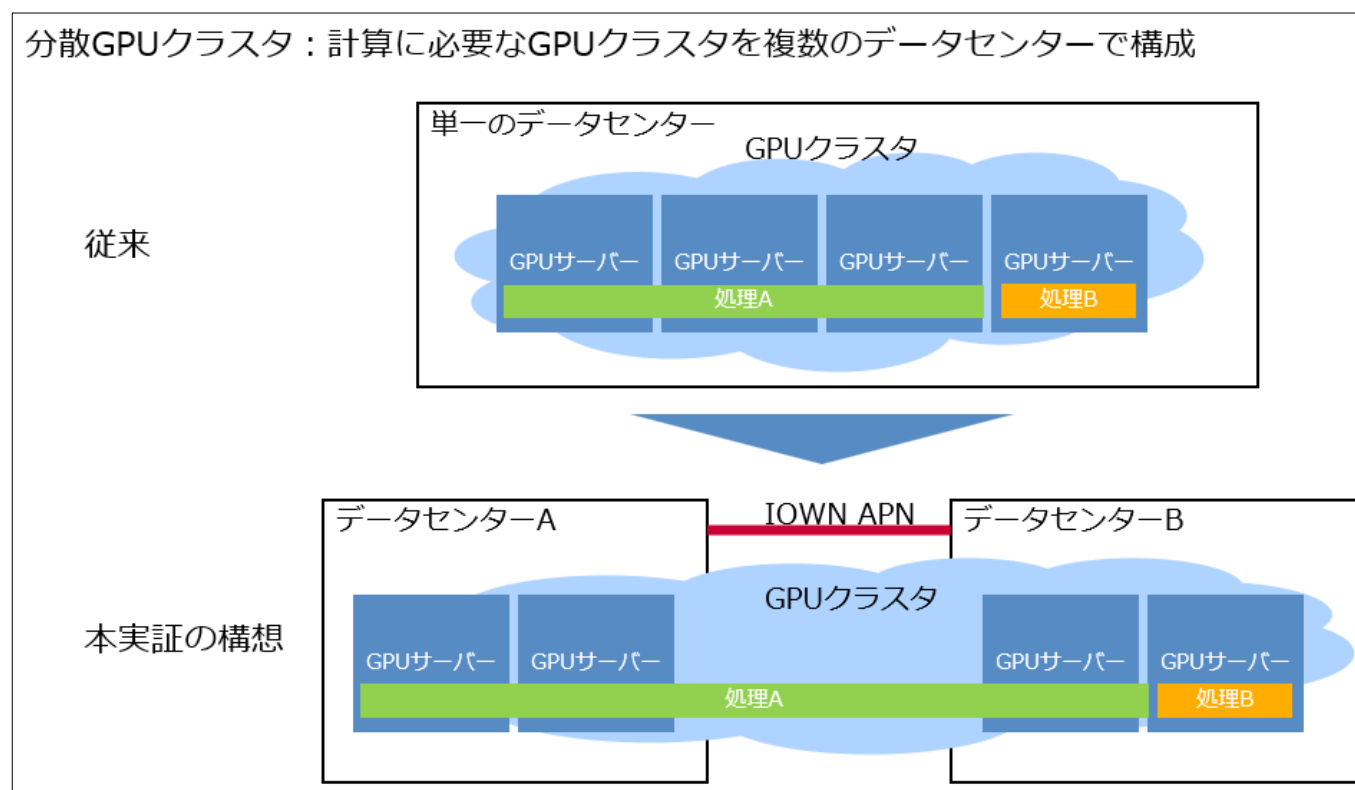 分散GPUクラスタ：計算に必要なGPUクラスタを複数のデータセンターで構成
単一のデータセンター
GPUクラスタ
従来
GPUサーバー GPUサーバー GPUサーバー GPUサーバー
処理A 処理B
データセンターA IOWN APN データセンターB
GPUクラスタ
本実証の構想
GPUサーバー GPUサーバー GPUサーバー GPUサーバー
処理A 処理B